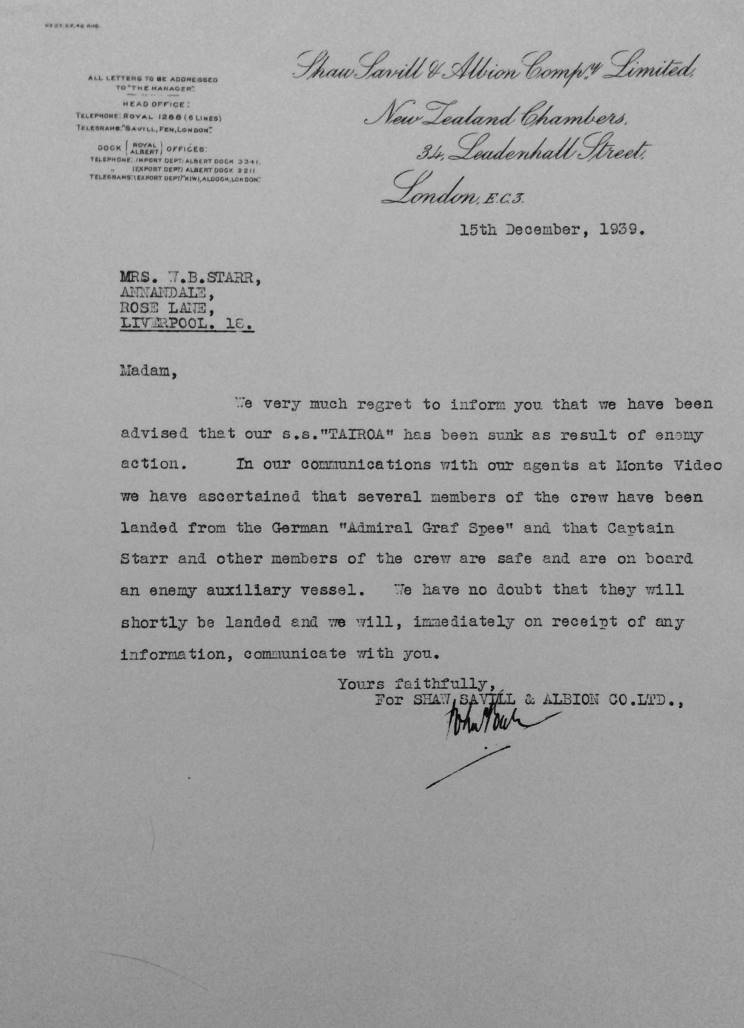 ALL LETTERS TO BE ADDRESSED
TO "THE MANAGER".
HEAD OFFICE:
TELEPHONE: ROYAL 1288 (6 LINES)
TELEGRAMS: "SAVILL, FEN, LONDON".
DOCK (ROYAL ALBERT) OFFICES:
TELEPHONE: IMPORT DEPT: ALBERT DOCK 3341.
" (EXPORT DEPT) ALBERT DOCK 2211
TELEGRAMS: (EXPORT DEPT) "KIWI, ALDOCK, LONDON".
Shaw Savill & Albion Compy. Limited,
New Zealand Chambers,
34, Leadenhall Street,
London, E.C.3.
15th December, 1939.
MRS. W.B.STARR,
ANNANDALE,
ROSE LANE,
LIVERPOOL. 18.
Madam,
We very much regret to inform you that we have been
advised that our s.s."TAIROA" has been sunk as result of enemy
action. In our communications with our agents at Monte Video
we have ascertained that several members of the crew have been
landed from the German "Admiral Graf Spee" and that Captain
Starr and other members of the crew are safe and are on board
an enemy auxiliary vessel. We have no doubt that they will
shortly be landed and we will, immediately on receipt of any
information, communicate with you.
Yours faithfully,
For SHAW, SAVILL & ALBION CO.LTD.,